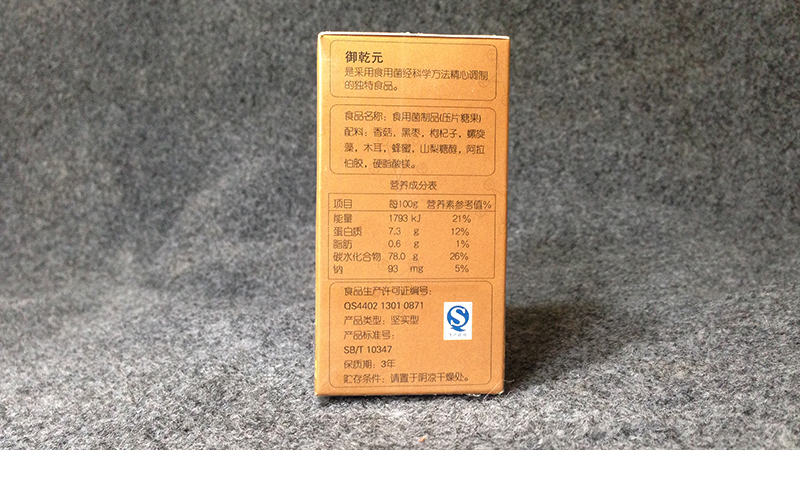 御乾元
是采用食用菌经科学方法精心调制
的独特食品。
食品名称：食用菌制品(压片糖果)
配料：香菇，黑枣，枸杞子，螺旋
藻，木耳，蜂蜜，山梨糖醇，阿拉
伯胶，硬脂酸镁。
营养成分表
项目 每100g 营养素参考值%
能量 1793 kJ 21%
蛋白质 7.3 g 12%
脂肪 0.6 g 1%
碳水化合物 78.0 g 26%
钠 93 mg 5%
食品生产许可证编号：
QS4402 1301 0871
产品类型：坚实型
产品标准号：
SB/T 10347
保质期：3年
贮存条件：请置于阴凉干燥处。